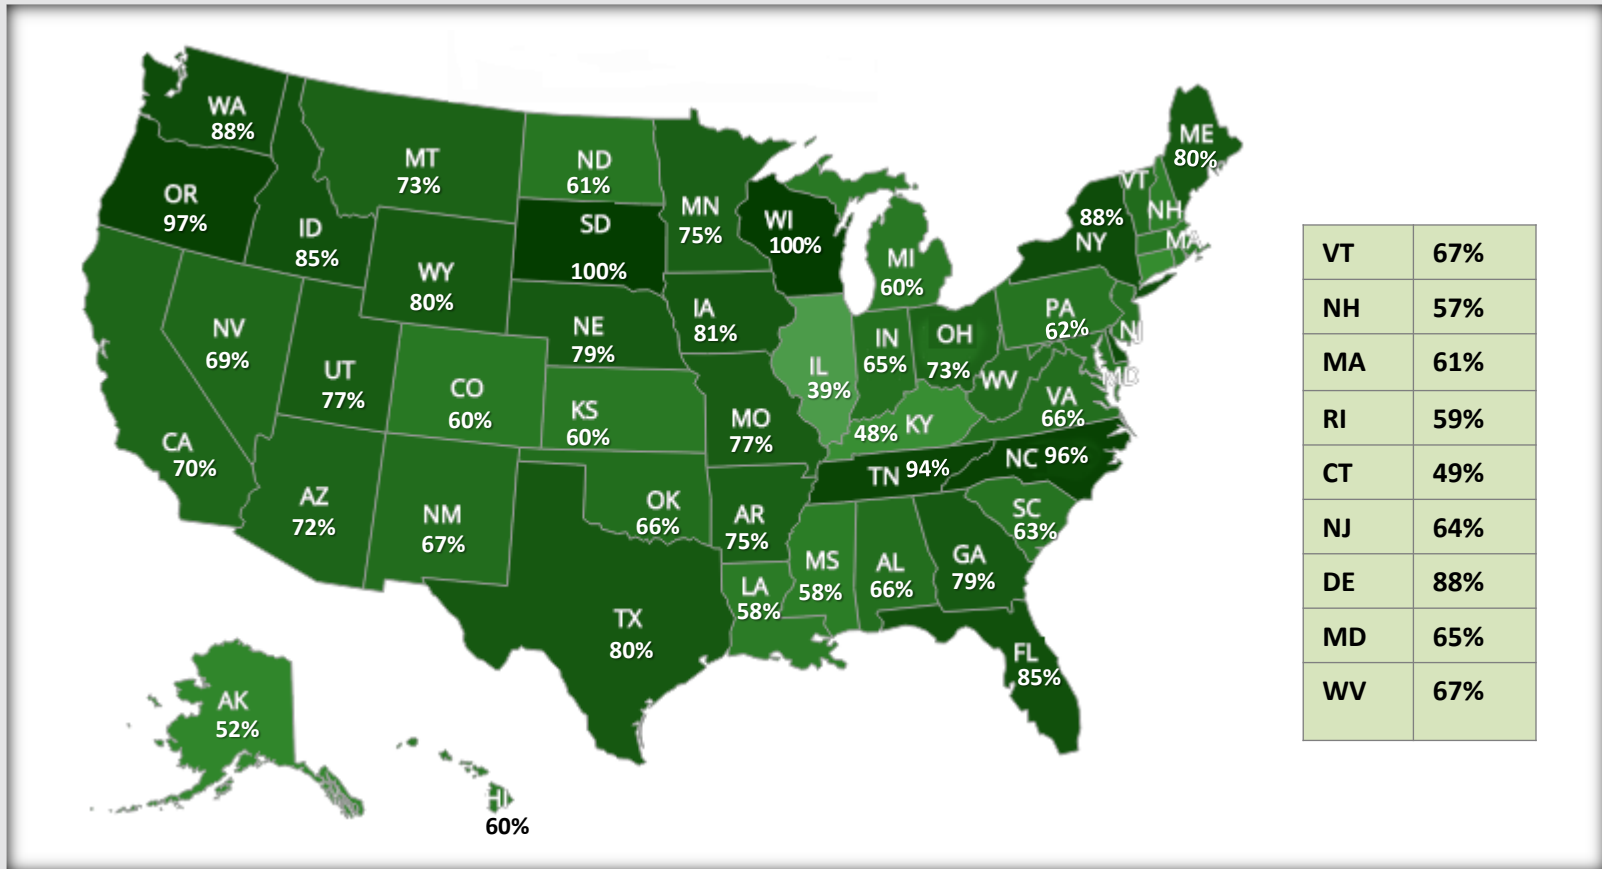 WA
88%
OR
97%
ID
85%
MT
73%
WY
80%
ND
61%
SD
100%
MN
75%
WI
100%
NE
79%
IA
81%
NV
69%
UT
77%
CO
60%
KS
60%
CA
70%
AZ
72%
NM
67%
OK
66%
TX
80%
MO
77%
AR
75%
LA
58%
MS
58%
AL
66%
GA
79%
FL
85%
SC
63%
NC 96%
TN 94%
48% KY
IL
39%
IN
65%
OH
73%
MI
60%
WV
VA
66%
PA
62%
88%
NY
VT
NH
MA
ME
80%
NJ
MD
AK
52%
HI
60%
VT 67%
NH 57%
MA 61%
RI 59%
CT 49%
NJ 64%
DE 88%
MD 65%
WV 67%